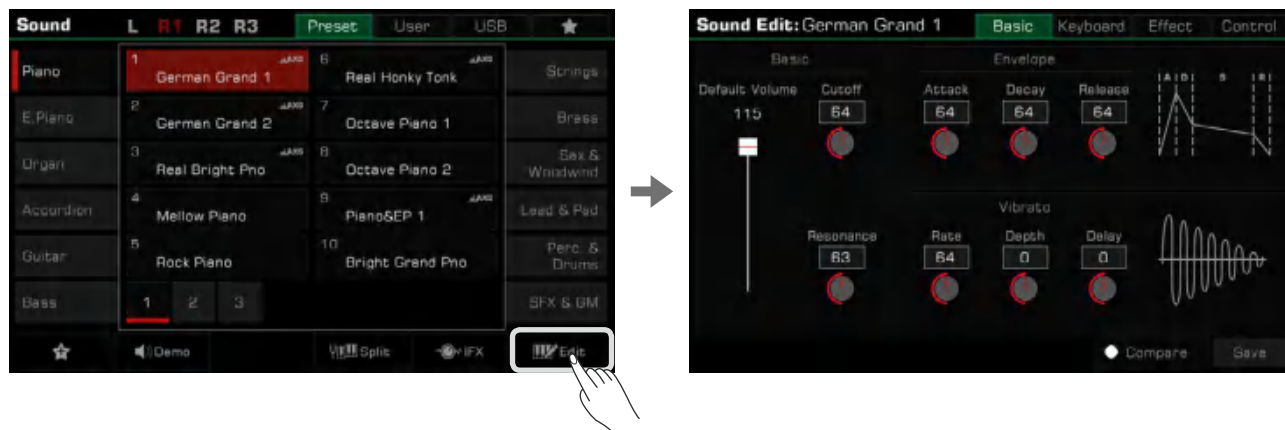 Sound L R1 R2 R3 Preset User USB
Piano
E.Piano
Organ
Accordion
Guitar
Bass
1 German Grand 1
2 German Grand 2
3 Real Bright Pno
4 Mellow Piano
5 Rock Piano
6 Real Honky Tonk
7 Octave Piano 1
8 Octave Piano 2
9 Piano&EP 1
10 Bright Grand Pno
1 2 3
Strings
Brass
Sax &
Woodwind
Lead & Pad
Perc. &
Drums
SFX & GM
Demo Split IFX Edit
Sound Edit: German Grand 1 Basic Keyboard Effect Control
Basic Envelope
Default Volume Cutoff Attack Decay Release
115 64 64 64 64
A D S R
Vibrato
Resonance Rate Depth Delay
63 64 0 0
Compare Save